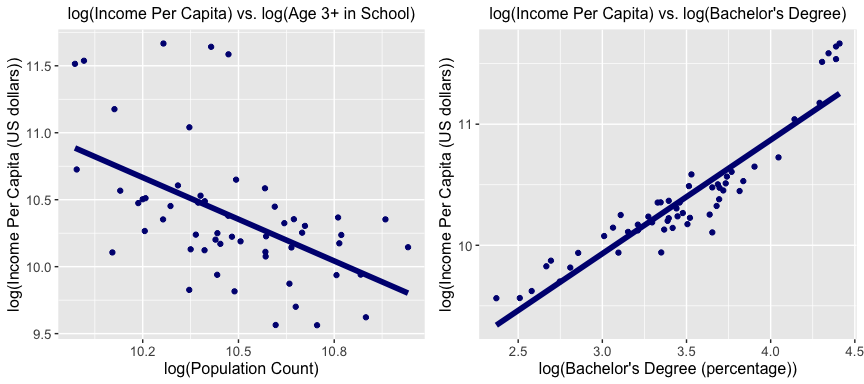 log(Income Per Capita) vs. log(Age 3+ in School)
log(Income Per Capita (US dollars))
11.5
11.0
10.5
10.0
9.5
10.2 10.5 10.8
log(Population Count)
log(Income Per Capita) vs. log(Bachelor's Degree)
log(Income Per Capita (US dollars))
11
10
2.5 3.0 3.5 4.0 4.5
log(Bachelor's Degree (percentage))